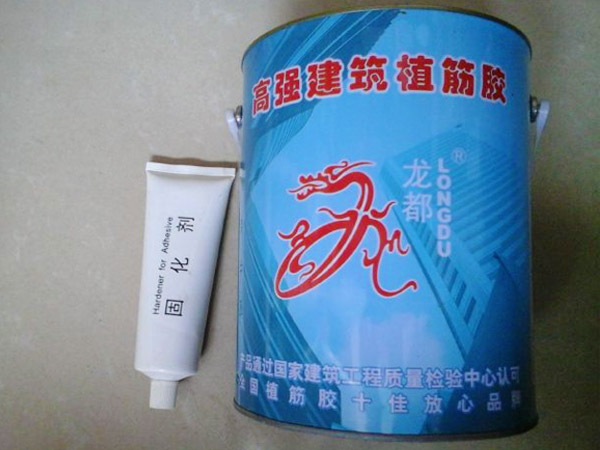 高强建筑植筋胶
龙都
LONGDU
®
Hardener for Adhesive
固化剂
产品通过国家建筑工程质量检验中心认可
全国植筋胶十佳放心品牌